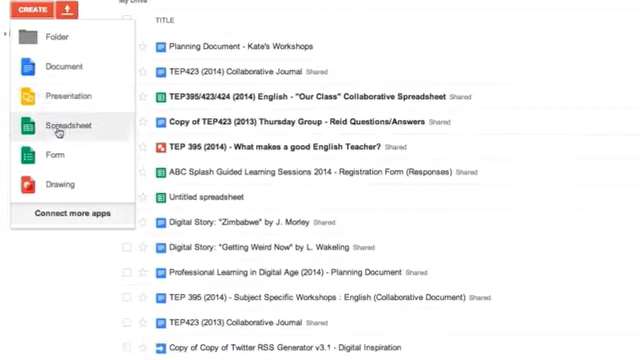 My Drive
CREATE
TITLE
Folder
Document
Presentation
Spreadsheet
Form
Drawing
Connect more apps
Planning Document - Kate's Workshops
TEP423 (2014) Collaborative Journal Shared
TEP395/423/424 (2014) English - "Our Class" Collaborative Spreadsheet Shared
Copy of TEP423 (2013) Thursday Group - Reid Questions/Answers Shared
TEP 395 (2014) - What makes a good English Teacher? Shared
ABC Splash Guided Learning Sessions 2014 - Registration Form (Responses) Shared
Untitled spreadsheet
Digital Story: "Zimbabwe" by J. Morley Shared
Digital Story: "Getting Weird Now" by L. Wakeling Shared
Professional Learning in Digital Age (2014) - Planning Document Shared
TEP 395 (2014) - Subject Specific Workshops : English (Collaborative Document) Shared
TEP423 (2013) Collaborative Journal Shared
Copy of Copy of Twitter RSS Generator v3.1 - Digital Inspiration